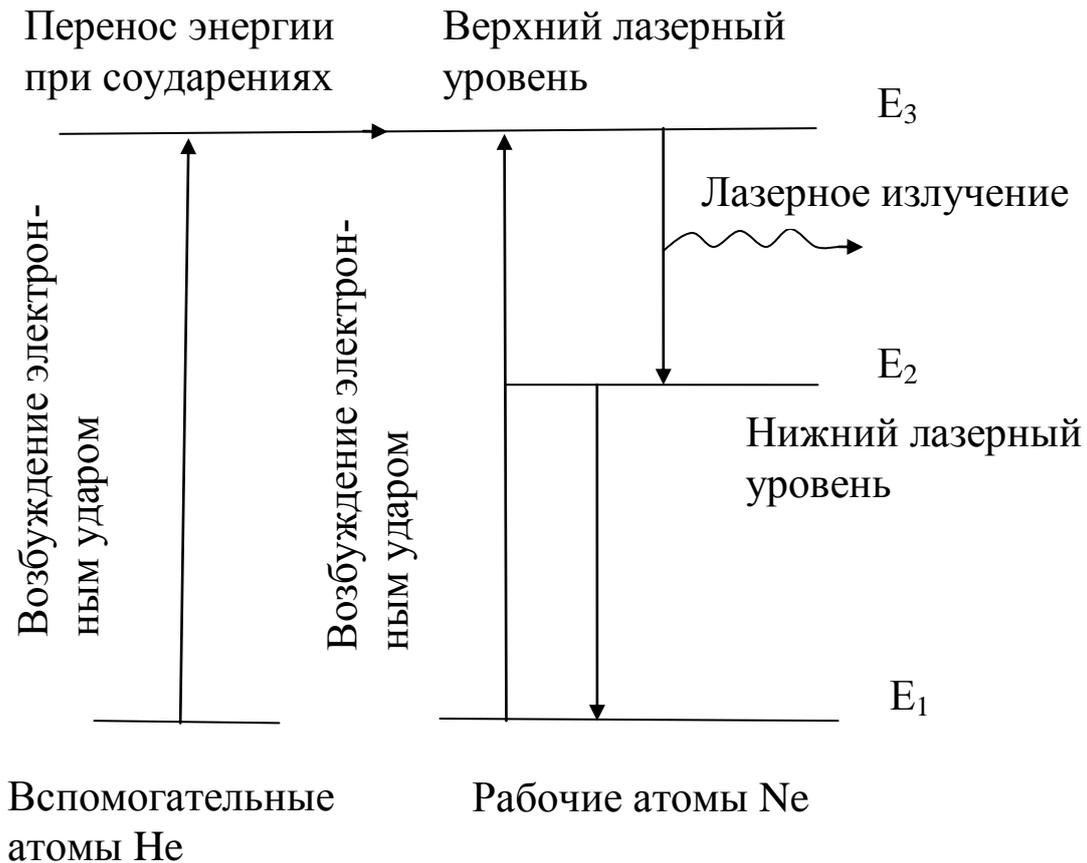 Перенос энергии
при соударениях
Верхний лазерный
уровень
E₃
Лазерное излучение
Возбуждение электрон-
ным ударом
Возбуждение электрон-
ным ударом
E₂
Нижний лазерный
уровень
E₁
Вспомогательные
атомы He
Рабочие атомы Ne